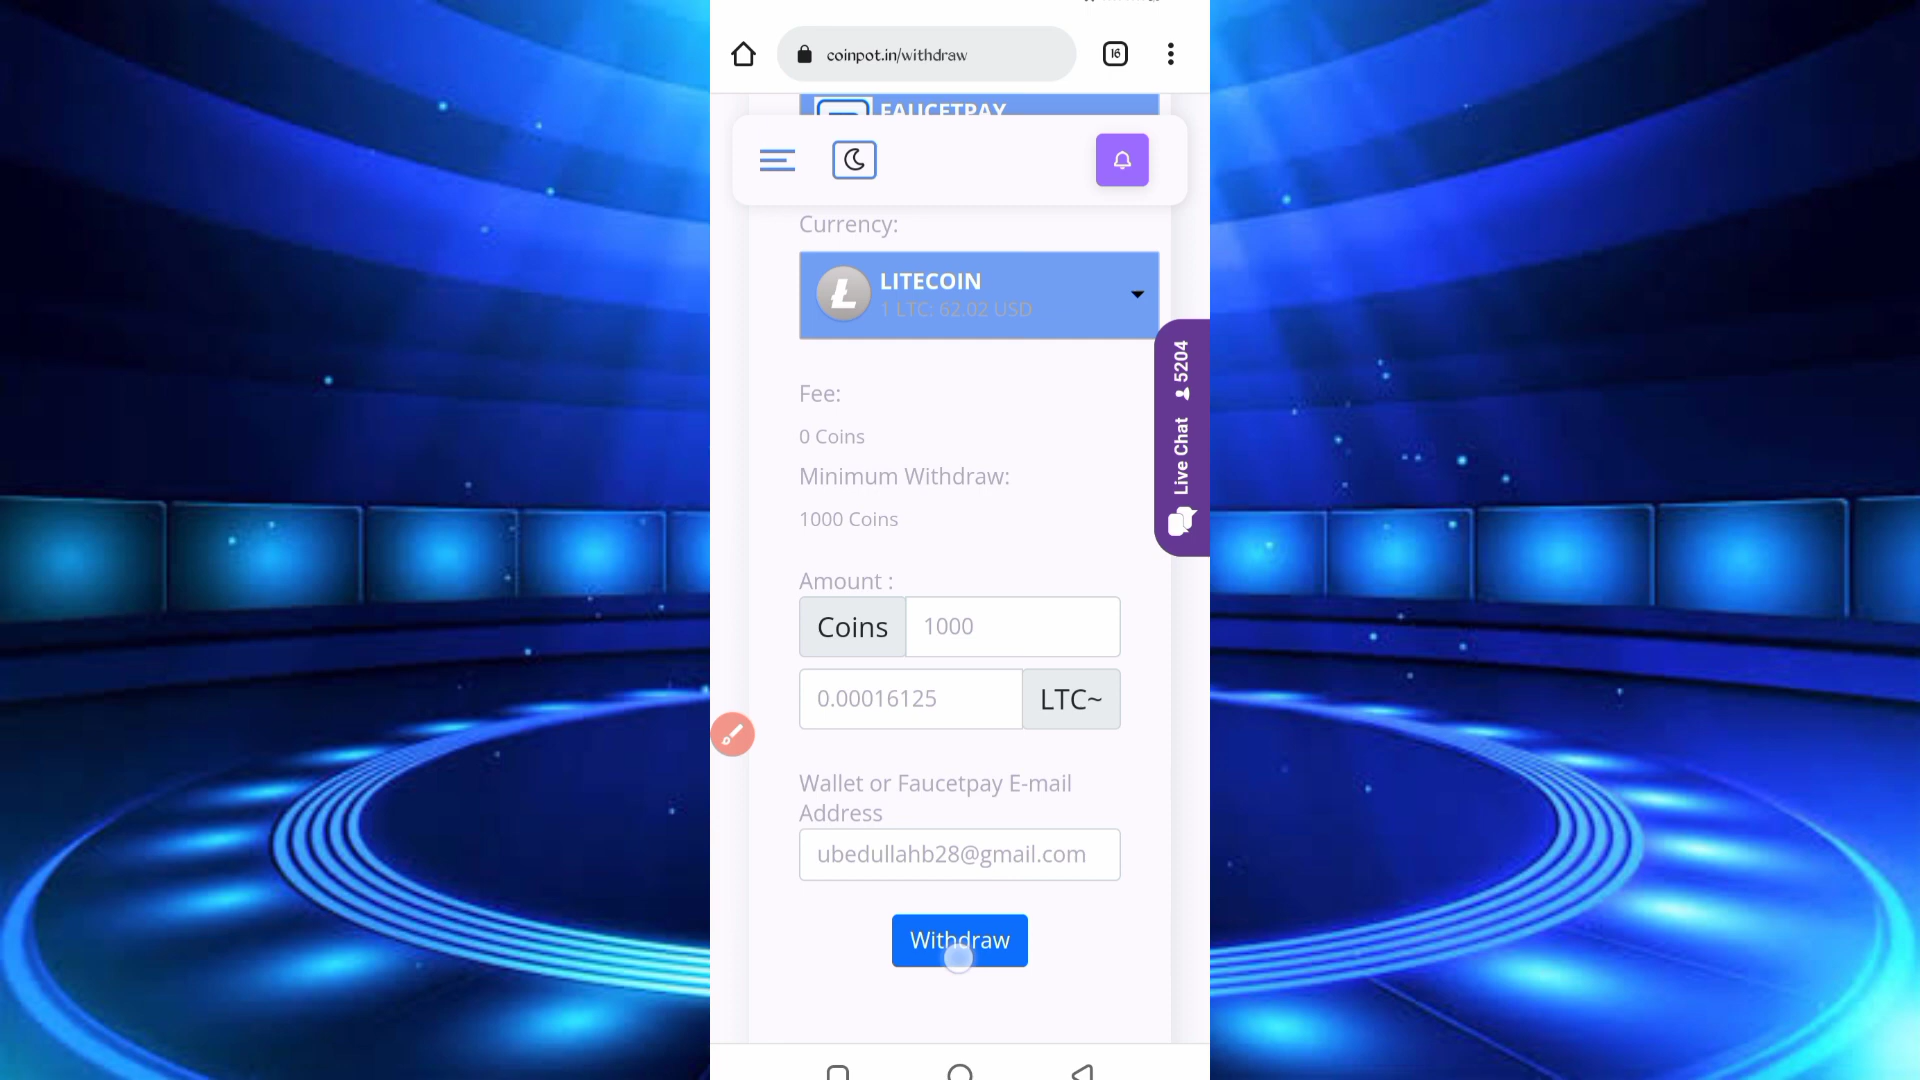 16
coinpot.in/withdraw
FAUCETPAY
Currency:
LITECOIN
1 LTC: 62.02 USD
Live Chat 5204
Fee:
0 Coins
Minimum Withdraw:
1000 Coins
Amount :
Coins 1000
0.00016125 LTC~
Wallet or Faucetpay E-mail
Address
ubedullahb28@gmail.com
Withdraw